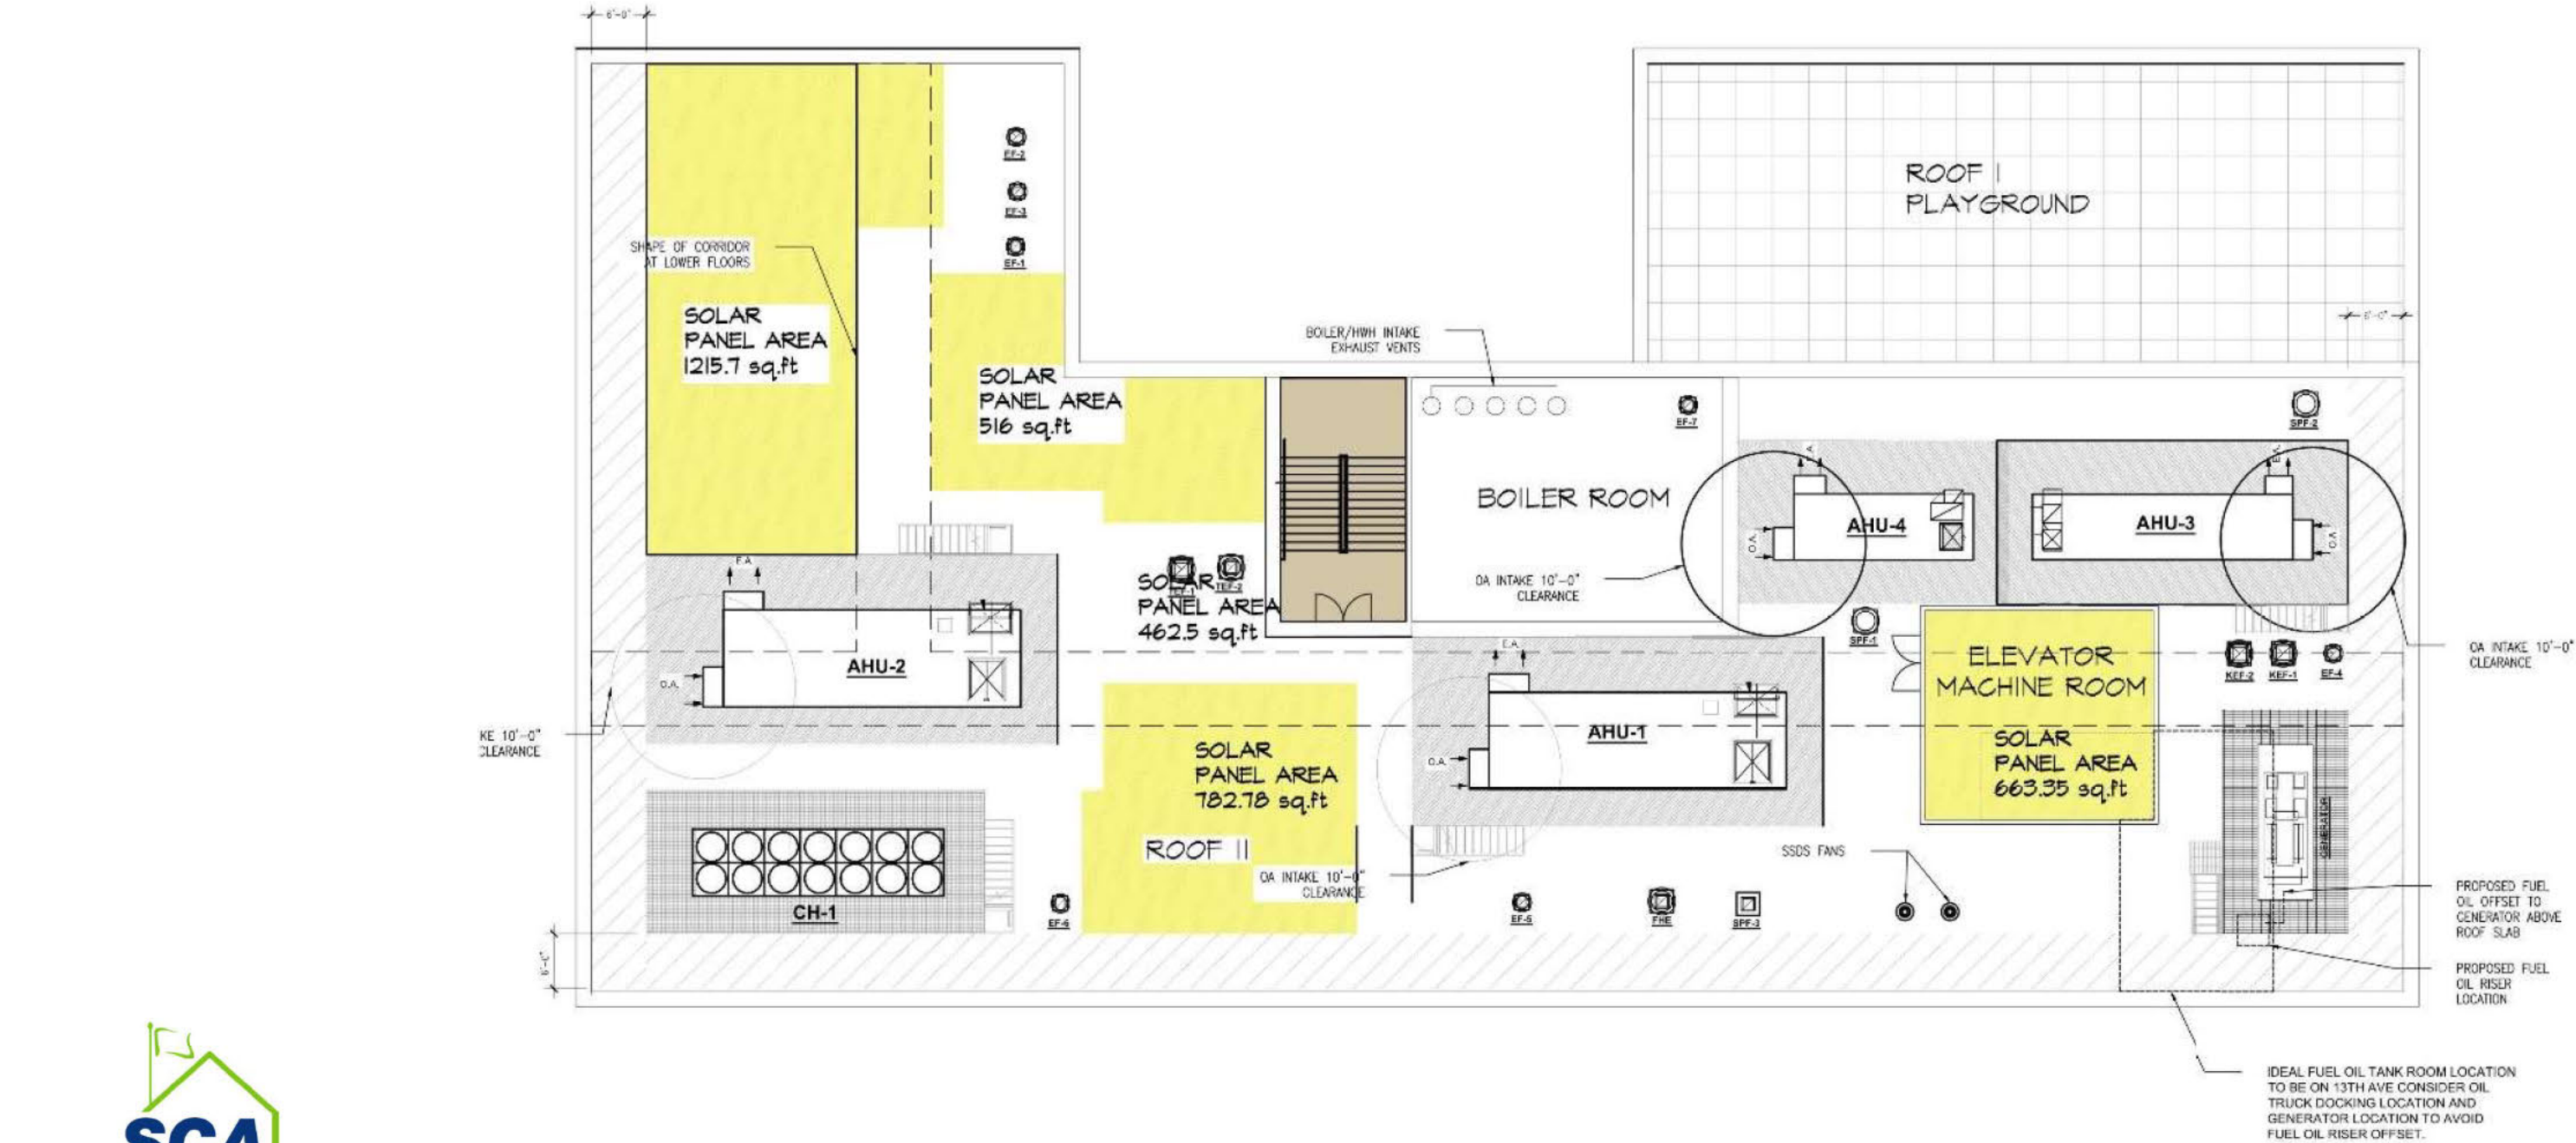 6'-0"
EF-2
EF-3
EF-1
ROOF I
PLAYGROUND
SHAPE OF CORRIDOR
AT LOWER FLOORS
SOLAR
PANEL AREA
1215.7 sq.ft
SOLAR
PANEL AREA
516 sq.ft
BOILER/HWH INTAKE
EXHAUST VENTS
6'-0"
EF-7
SPF-2
BOILER ROOM
E.A.
E.A.
AHU-4
AHU-3
O.A.
O.A.
OA INTAKE 10'-0"
CLEARANCE
E.A.
TEF-1
TEF-2
SOLAR
PANEL AREA
462.5 sq.ft
AHU-2
O.A.
SPF-1
ELEVATOR
MACHINE ROOM
KEF-2
KEF-1
EF-4
OA INTAKE 10'-0"
CLEARANCE
E.A.
KE 10'-0"
CLEARANCE
SOLAR
PANEL AREA
782.78 sq.ft
AHU-1
O.A.
SOLAR
PANEL AREA
663.35 sq.ft
GENERATOR
ROOF II
OA INTAKE 10'-0"
CLEARANCE
SSDS FANS
CH-1
EF-6
EF-5
FHE
SPF-3
6'-0"
PROPOSED FUEL
OIL OFFSET TO
GENERATOR ABOVE
ROOF SLAB
PROPOSED FUEL
OIL RISER
LOCATION
IDEAL FUEL OIL TANK ROOM LOCATION
TO BE ON 13TH AVE CONSIDER OIL
TRUCK DOCKING LOCATION AND
GENERATOR LOCATION TO AVOID
FUEL OIL RISER OFFSET.
SCA